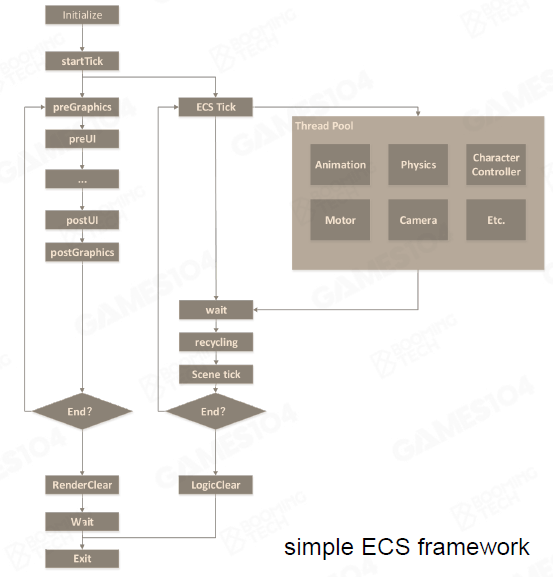 Initialize
startTick
preGraphics
preUI
...
postUI
postGraphics
End?
RenderClear
Wait
Exit
ECS Tick
wait
recycling
Scene tick
End?
LogicClear
Thread Pool
Animation
Physics
Character
Controller
Motor
Camera
Etc.
simple ECS framework
GAMES104
BOOMING
TECH